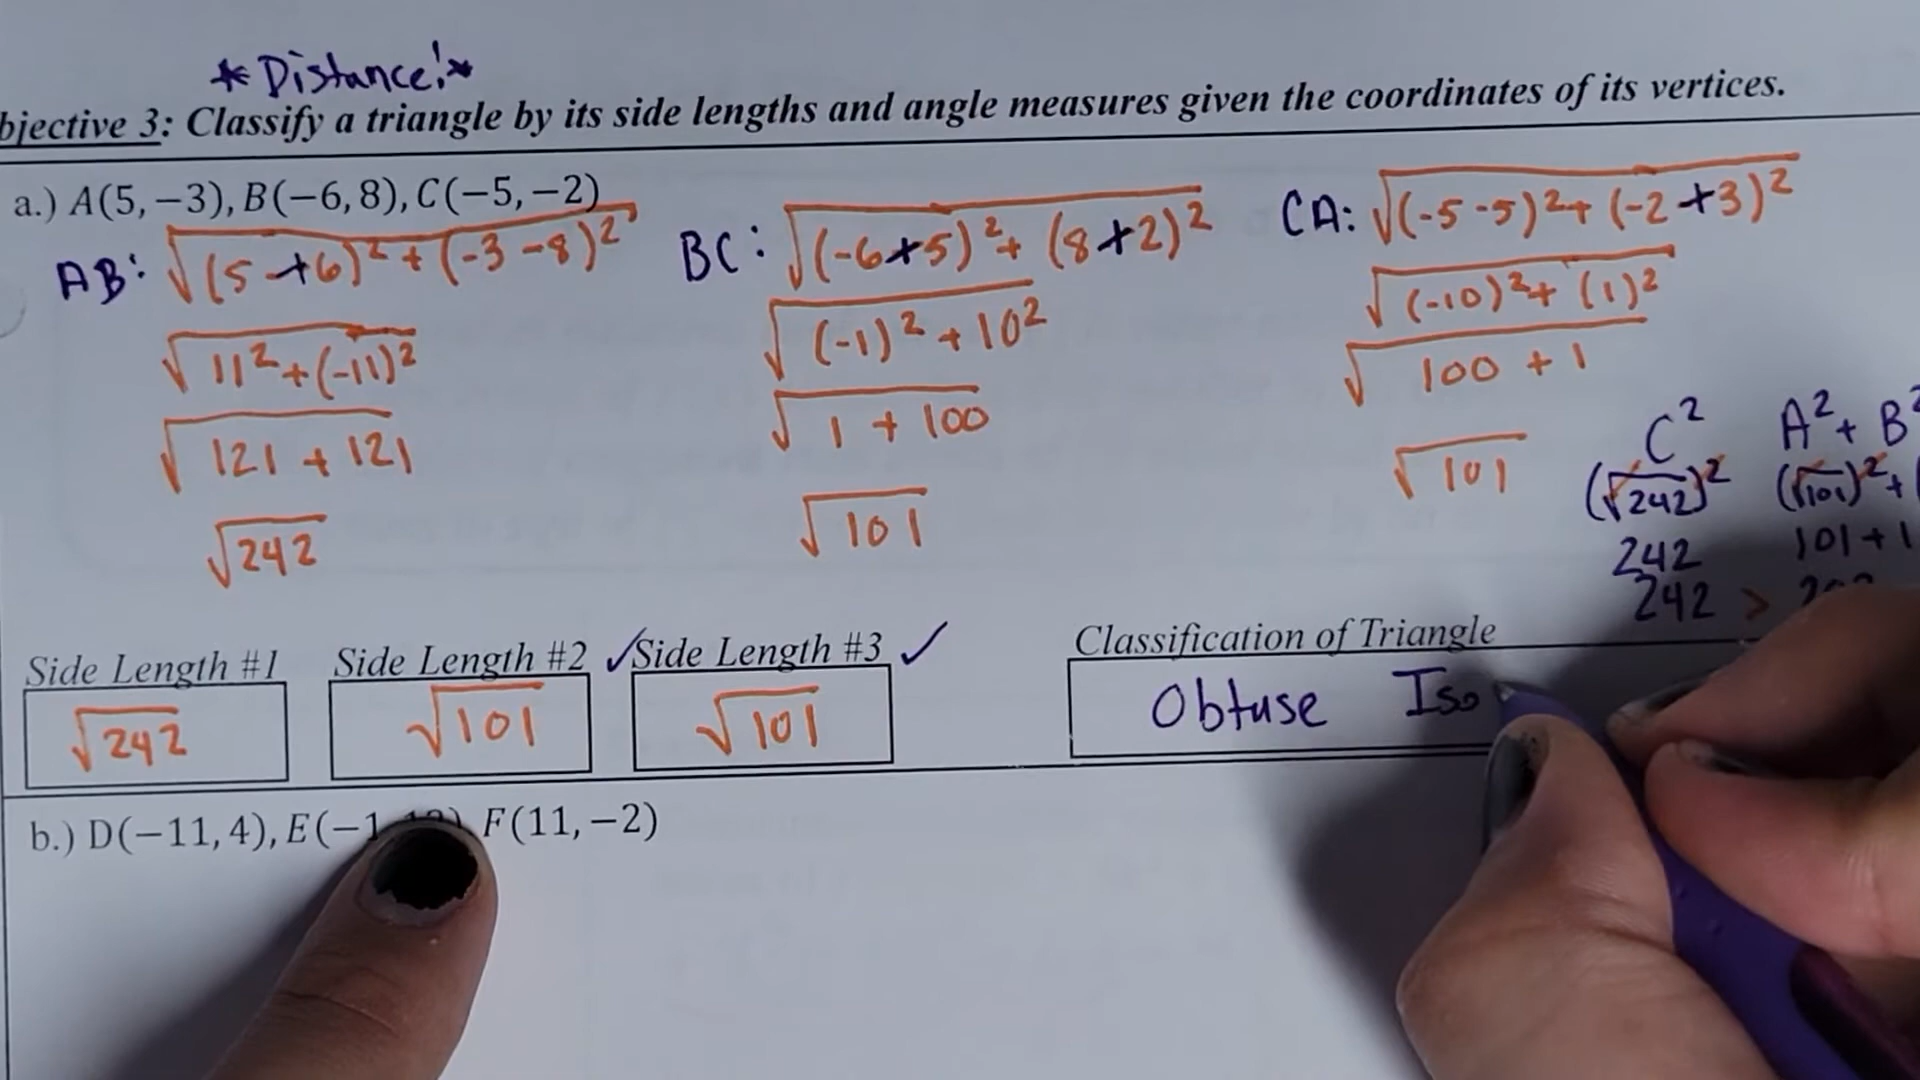 *Distance!*
bjective 3: Classify a triangle by its side lengths and angle measures given the coordinates of its vertices.
a.) A(5, −3), B(−6, 8), C(−5, −2)
AB: √(5+6)² + (-3-8)²
√11² + (-11)²
√121 + 121
√242
BC: √(-6+5)² + (8+2)²
√(-1)² + 10²
√1 + 100
√101
CA: √(-5-5)² + (-2+3)²
√(-10)² + (1)²
√100 + 1
√101
C² A² + B²
(√242)² (√101)² +
242 101 + 1
242 >
Side Length #1 Side Length #2 ✓ Side Length #3 ✓ Classification of Triangle
√242 √101 √101 Obtuse Iso
b.) D(−11, 4), E(−1 F(11, −2)